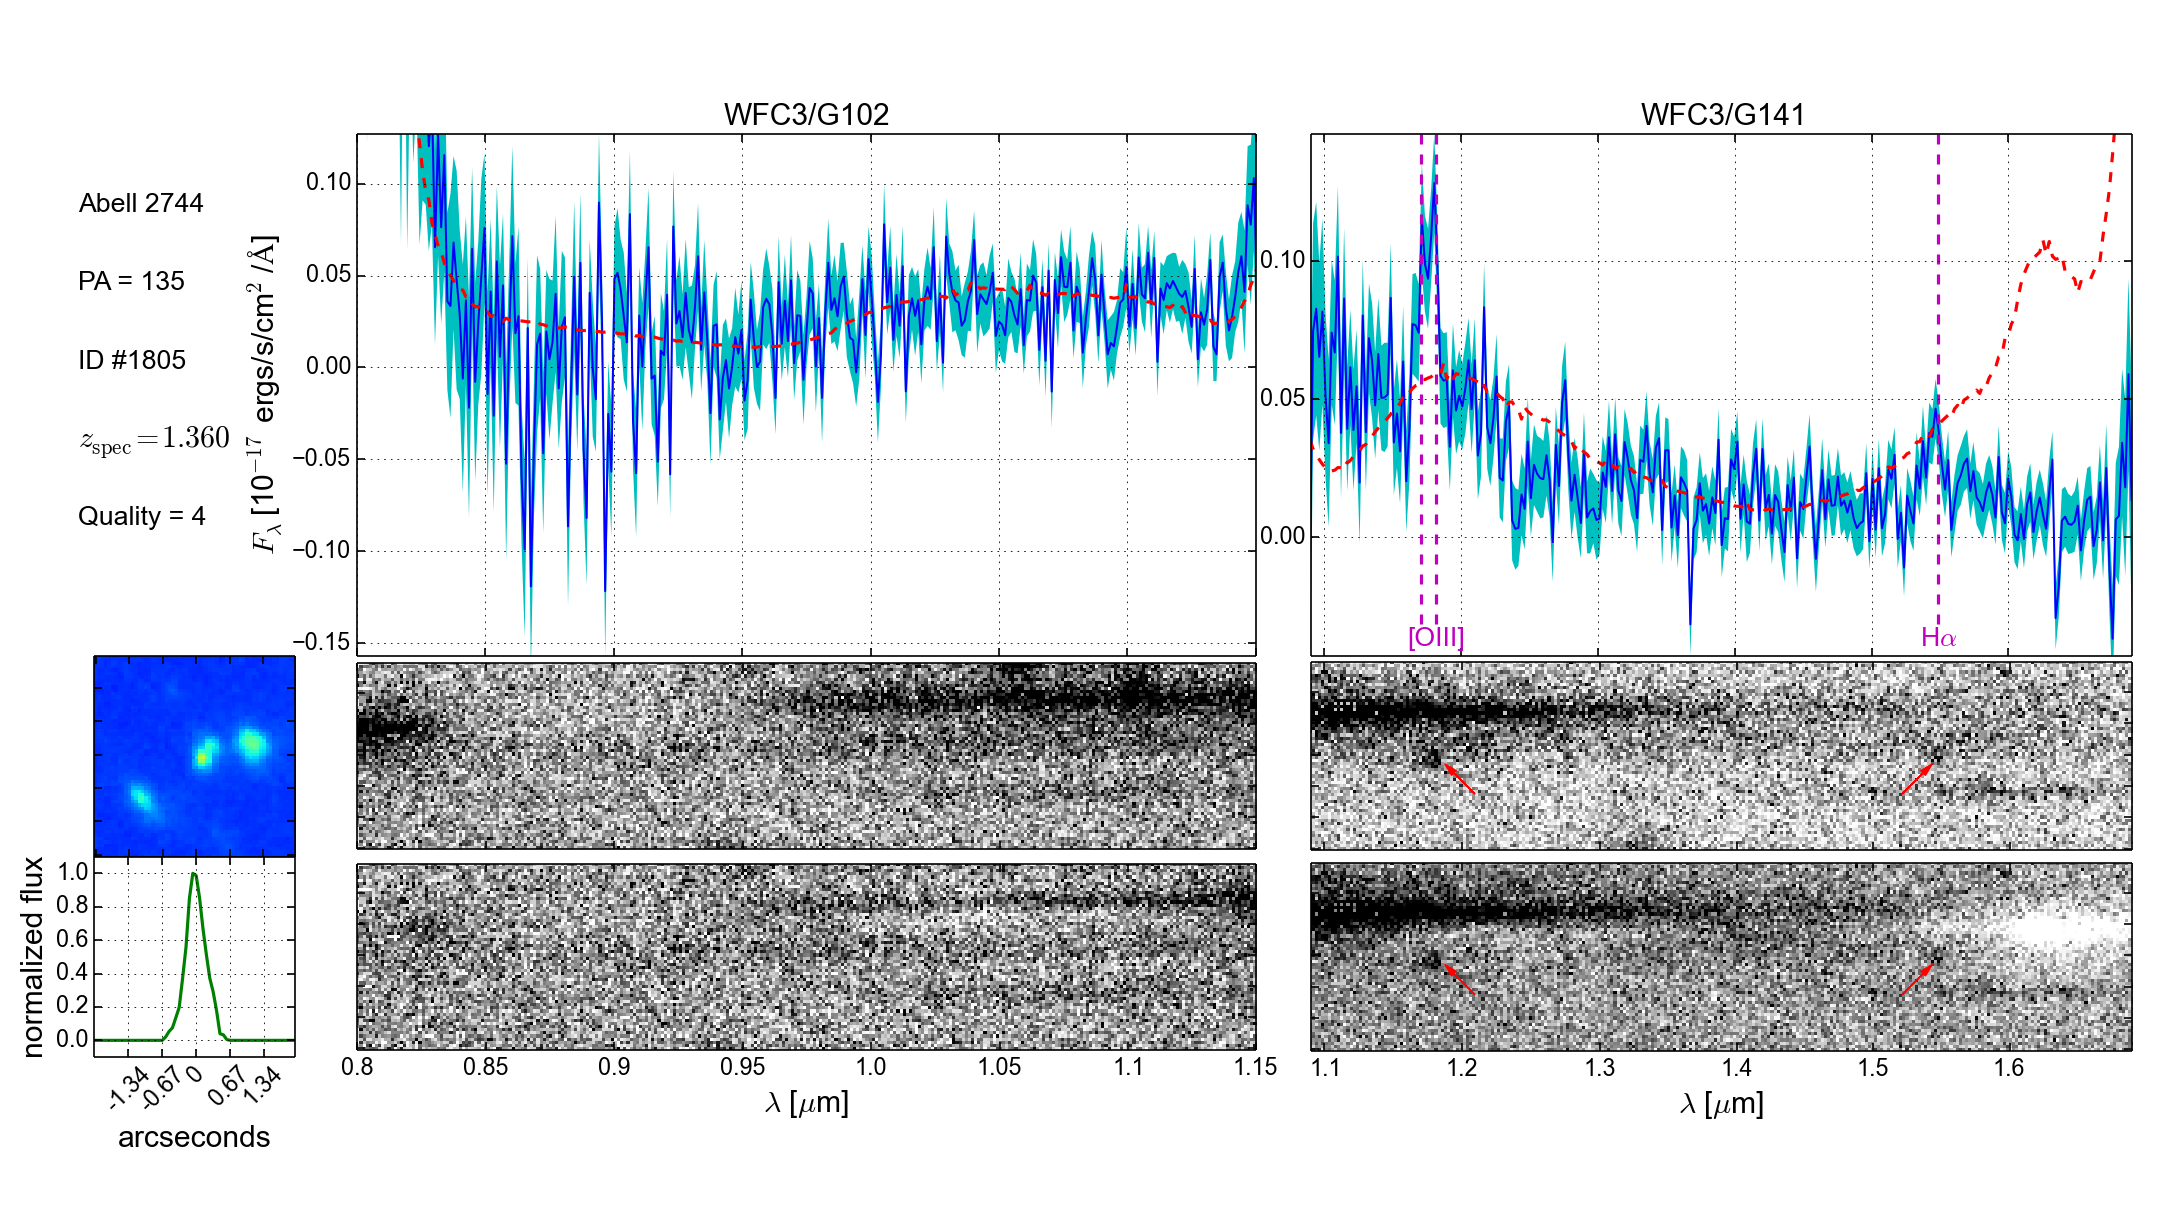 WFC3/G102
WFC3/G141
Abell 2744
PA = 135
ID #1805
z_spec = 1.360
Quality = 4
F_λ [10⁻¹⁷ ergs/s/cm² /Å]
0.10
0.05
0.00
−0.05
−0.10
−0.15
0.10
0.05
0.00
[OIII]
Hα
normalized flux
1.0
0.8
0.6
0.4
0.2
0.0
-1.34
-0.67
0
0.67
1.34
arcseconds
0.8
0.85
0.9
0.95
1.0
1.05
1.1
1.15
λ [μm]
1.1
1.2
1.3
1.4
1.5
1.6
λ [μm]